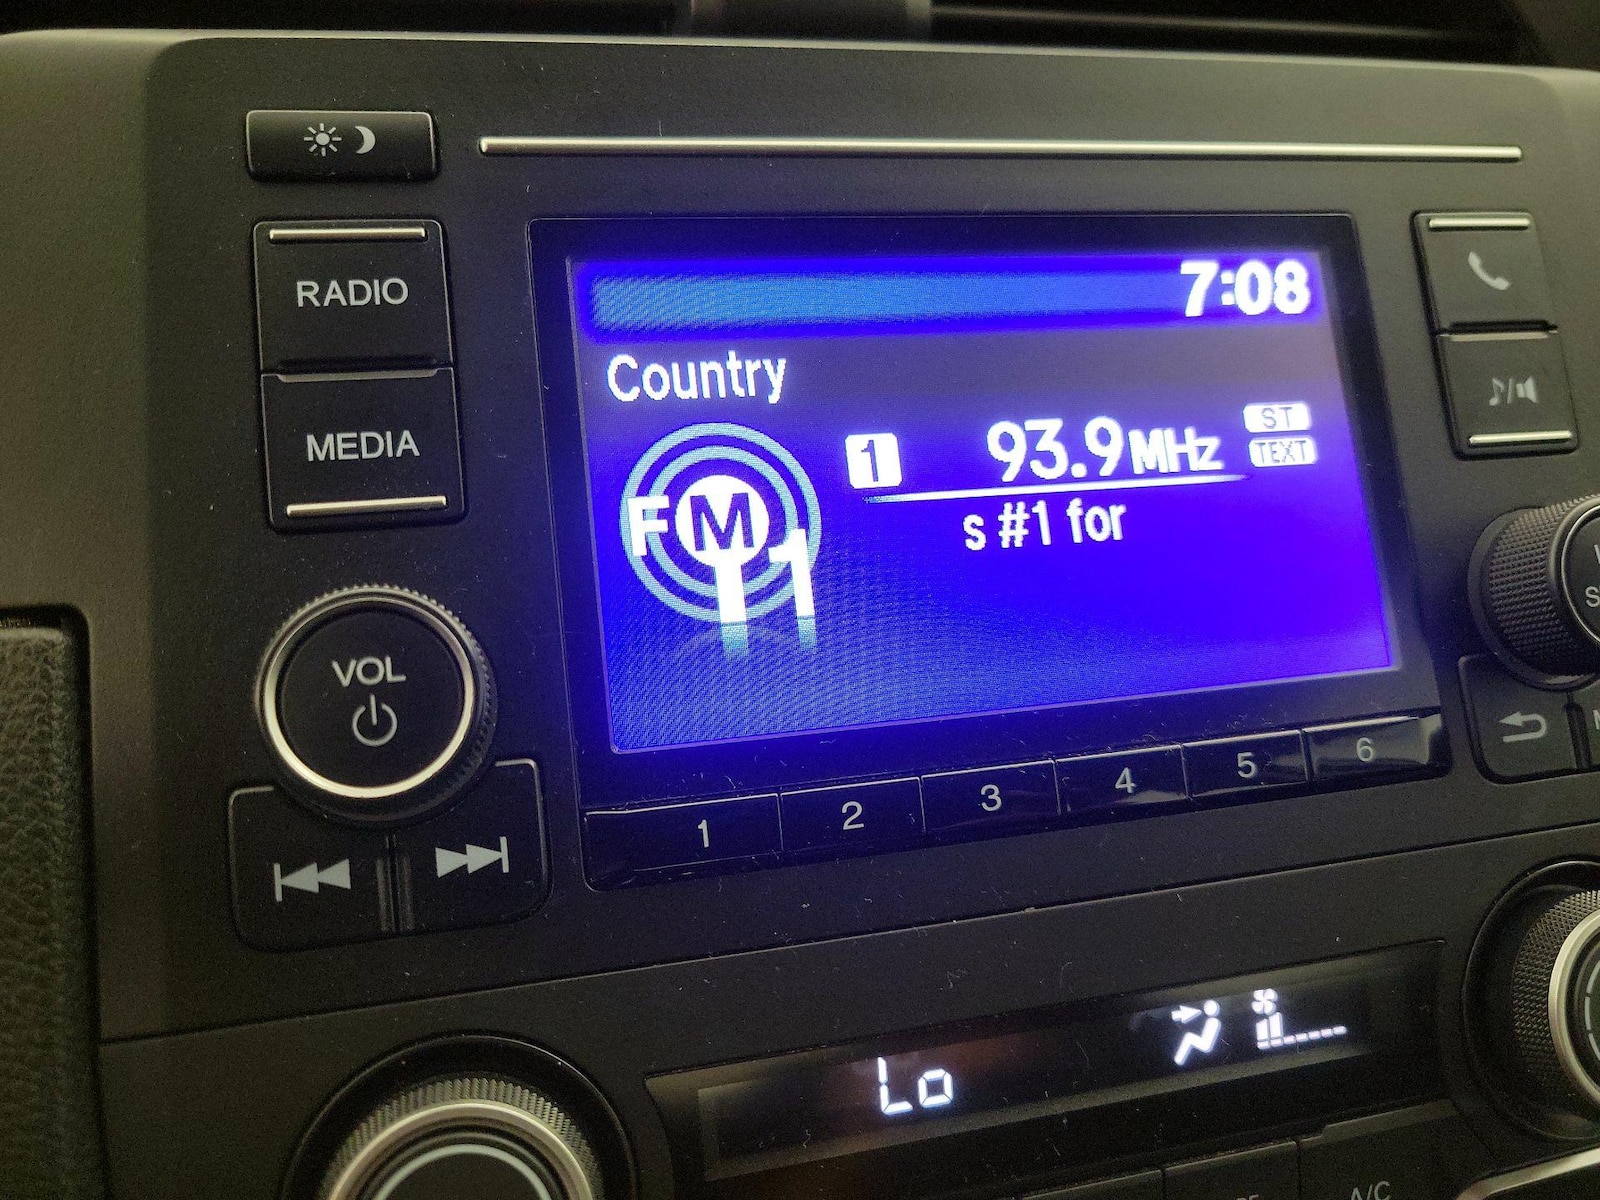 7:08
RADIO
Country
1 93.9MHz ST
TEXT
MEDIA
FM
1
s #1 for
VOL
1 2 3 4 5 6
Lo
A/C